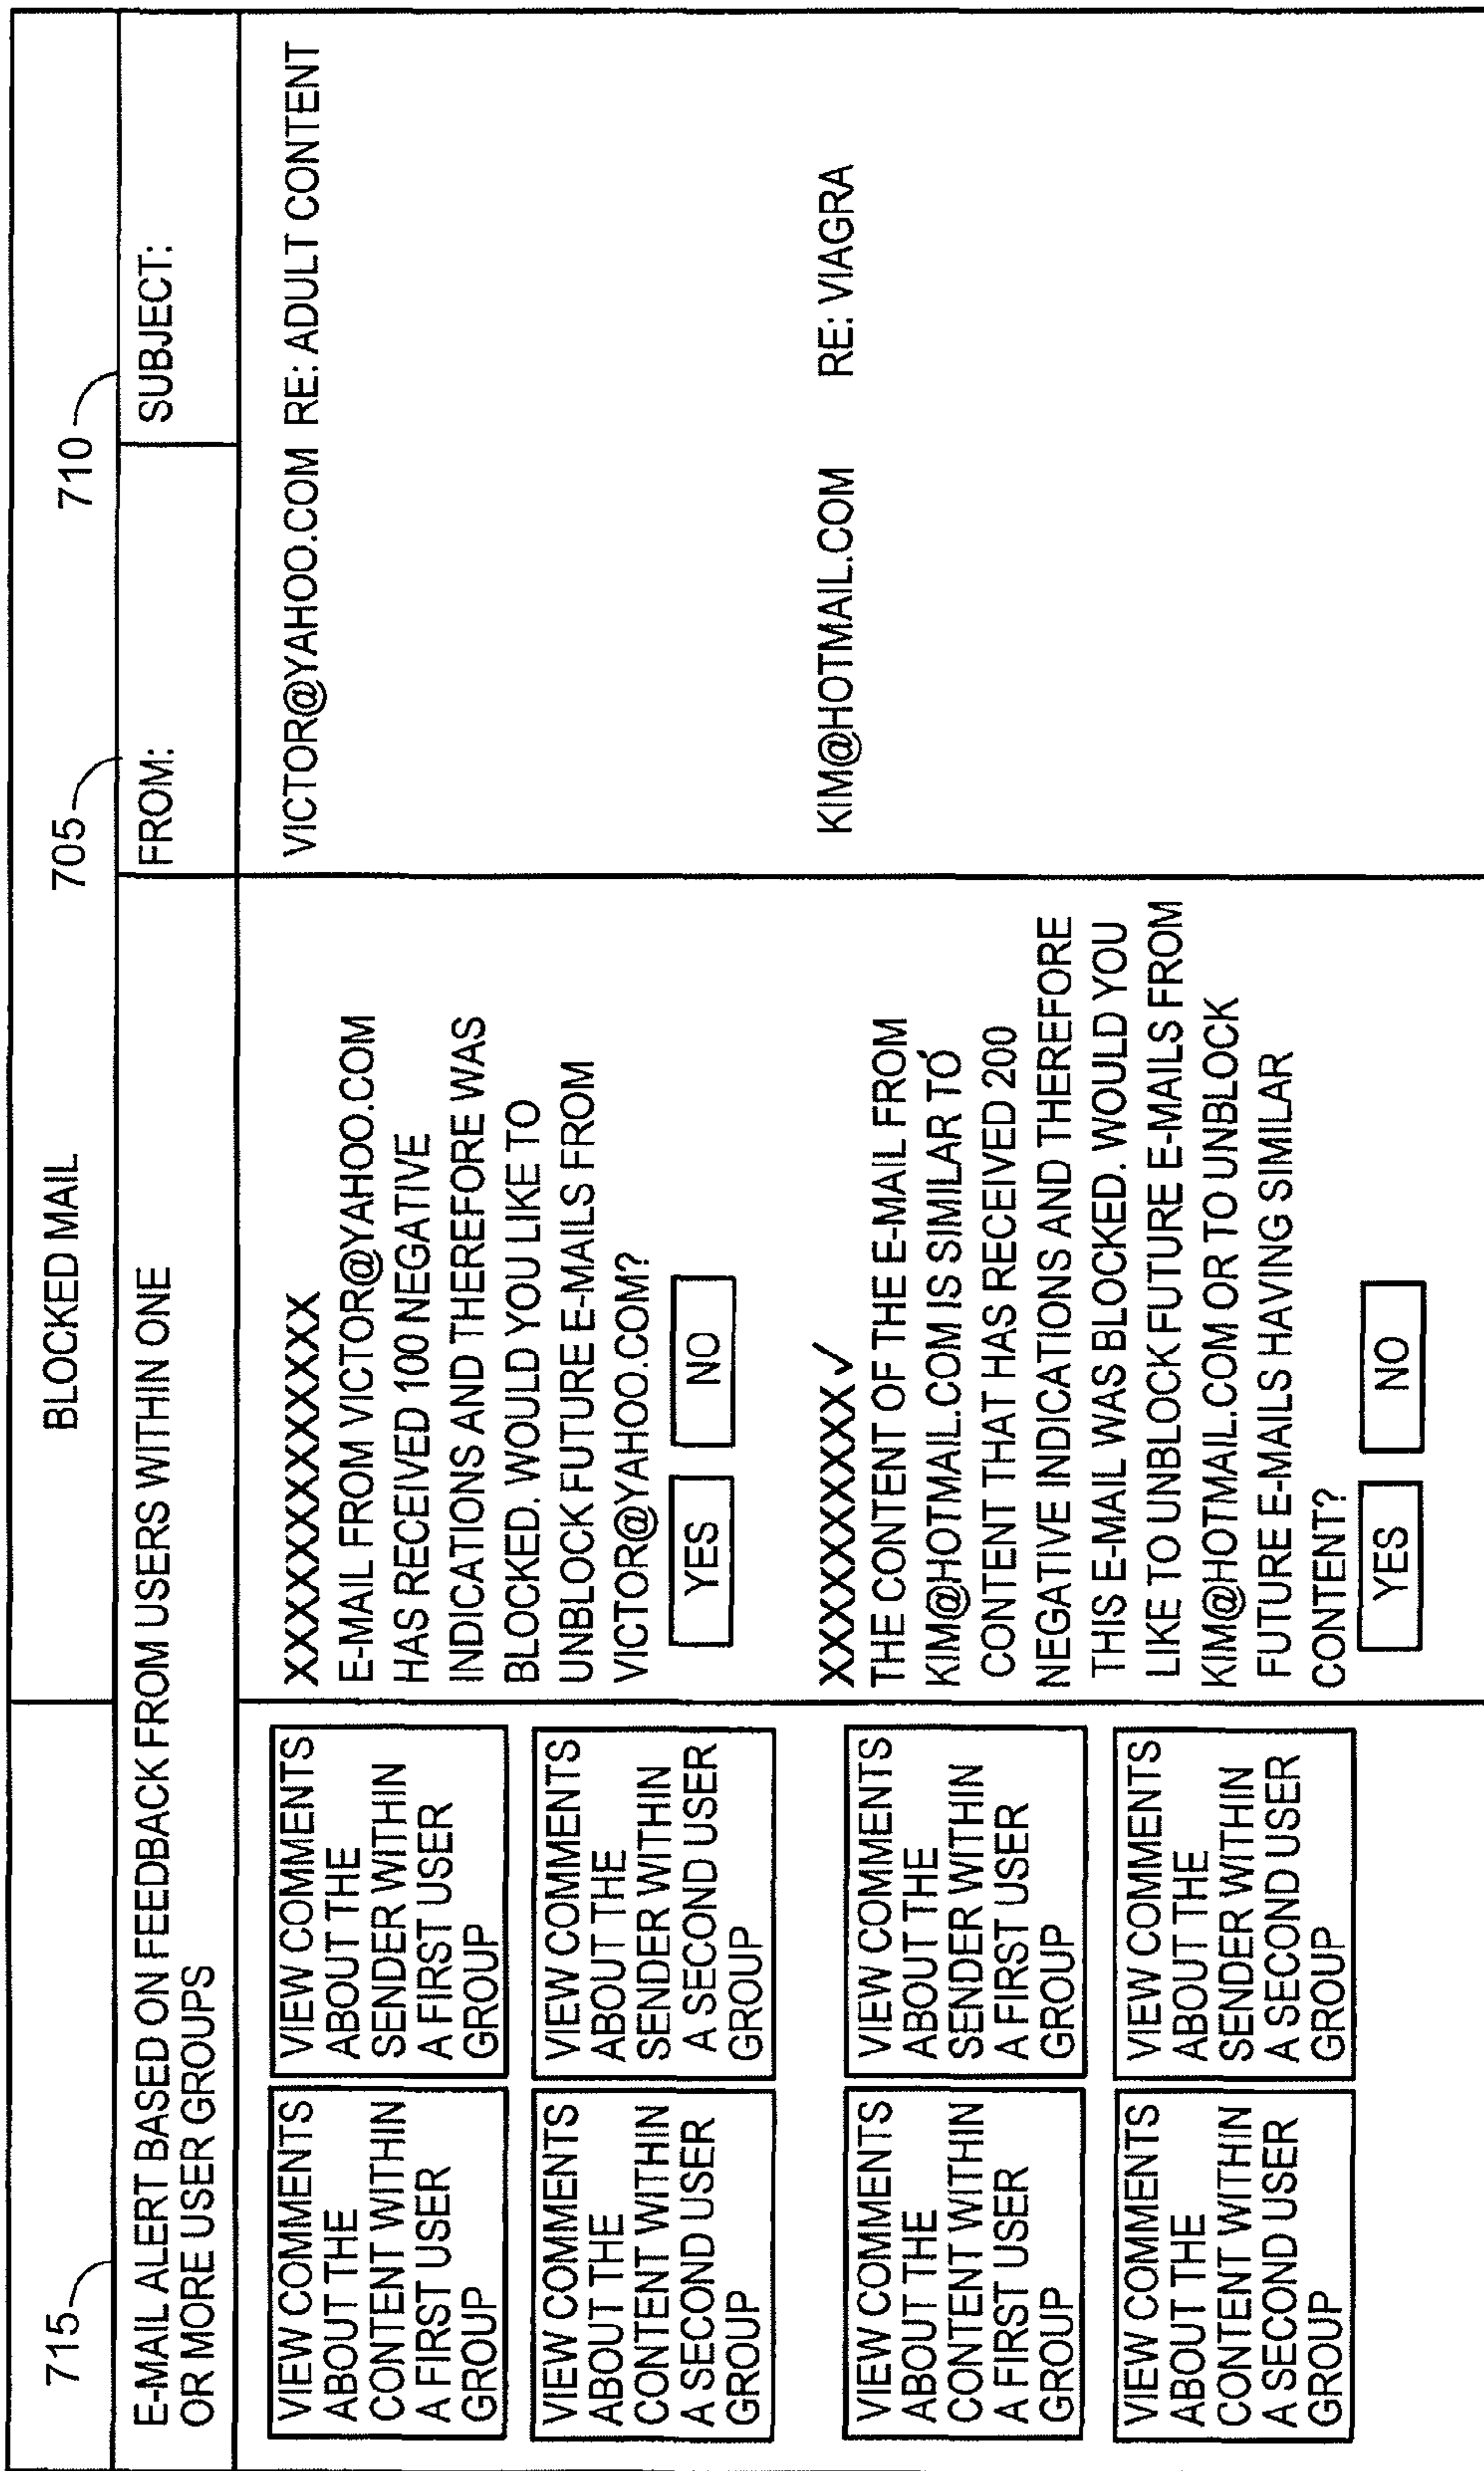 715
BLOCKED MAIL
705
710
E-MAIL ALERT BASED ON FEEDBACK FROM USERS WITHIN ONE
OR MORE USER GROUPS
FROM:
SUBJECT:
VIEW COMMENTS
ABOUT THE
CONTENT WITHIN
A FIRST USER
GROUP
VIEW COMMENTS
ABOUT THE
SENDER WITHIN
A FIRST USER
GROUP
VIEW COMMENTS
ABOUT THE
CONTENT WITHIN
A SECOND USER
GROUP
VIEW COMMENTS
ABOUT THE
SENDER WITHIN
A SECOND USER
GROUP
XXXXXXXXXXXXX
E-MAIL FROM VICTOR@YAHOO.COM
HAS RECEIVED 100 NEGATIVE
INDICATIONS AND THEREFORE WAS
BLOCKED. WOULD YOU LIKE TO
UNBLOCK FUTURE E-MAILS FROM
VICTOR@YAHOO.COM?
YES
NO
VICTOR@YAHOO.COM RE: ADULT CONTENT
VIEW COMMENTS
ABOUT THE
CONTENT WITHIN
A FIRST USER
GROUP
VIEW COMMENTS
ABOUT THE
SENDER WITHIN
A FIRST USER
GROUP
VIEW COMMENTS
ABOUT THE
CONTENT WITHIN
A SECOND USER
GROUP
VIEW COMMENTS
ABOUT THE
SENDER WITHIN
A SECOND USER
GROUP
XXXXXXXXXX✓
THE CONTENT OF THE E-MAIL FROM
KIM@HOTMAIL.COM IS SIMILAR TO
CONTENT THAT HAS RECEIVED 200
NEGATIVE INDICATIONS AND THEREFORE
THIS E-MAIL WAS BLOCKED. WOULD YOU
LIKE TO UNBLOCK FUTURE E-MAILS FROM
KIM@HOTMAIL.COM OR TO UNBLOCK
FUTURE E-MAILS HAVING SIMILAR
CONTENT?
YES
NO
KIM@HOTMAIL.COM RE: VIAGRA